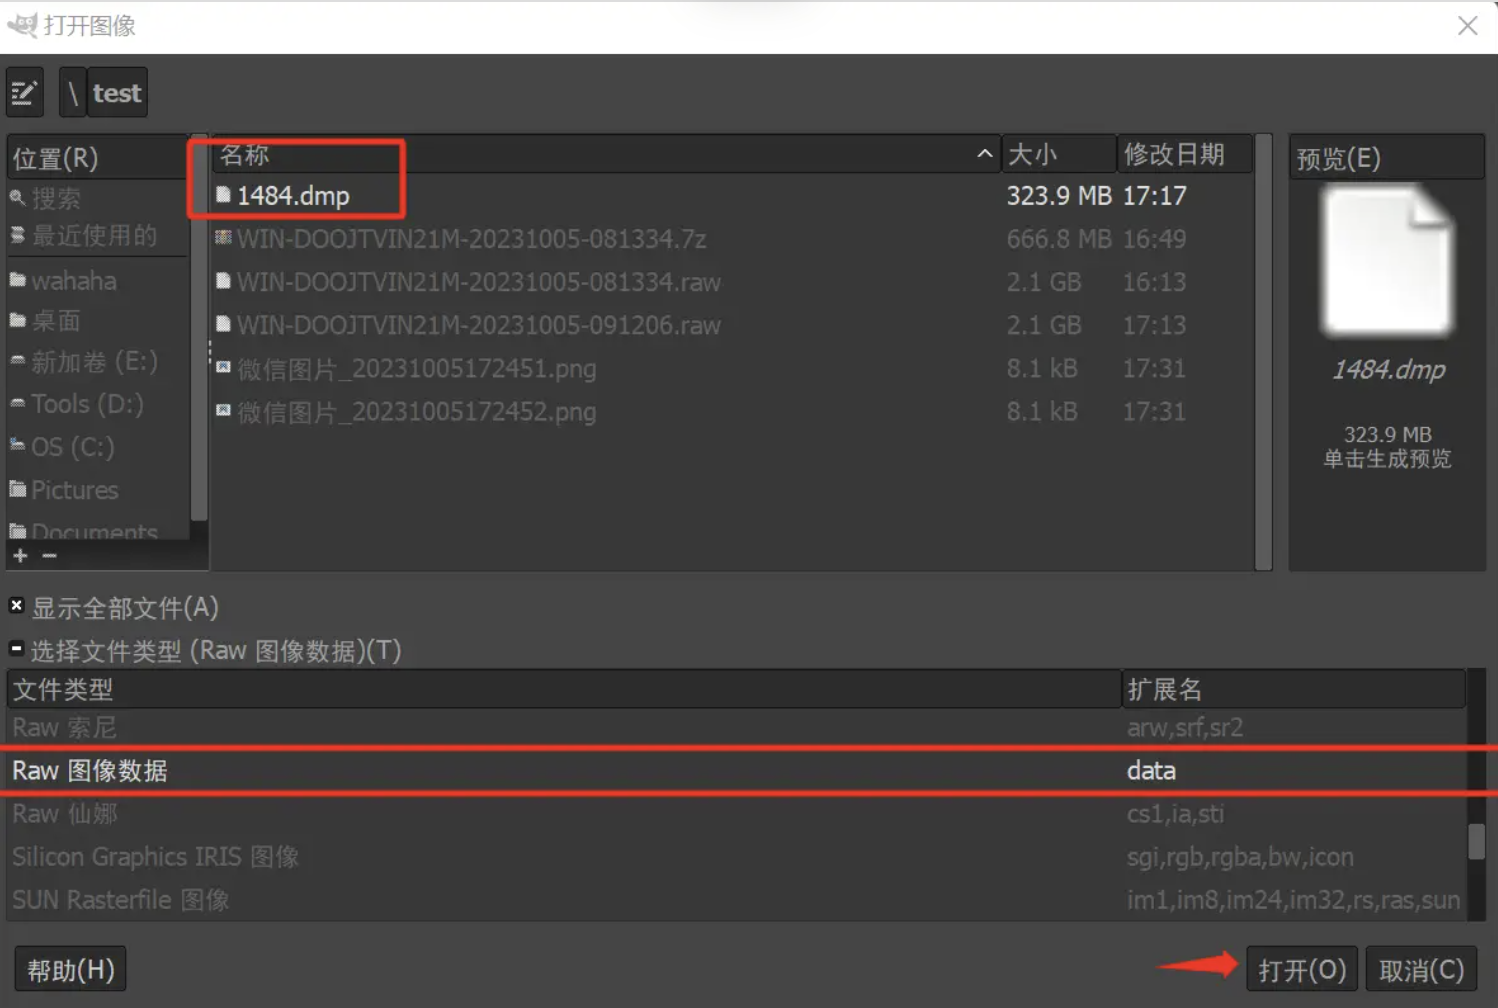 打开图像
\ test
位置(R)
搜索
最近使用的
wahaha
桌面
新加卷 (E:)
Tools (D:)
OS (C:)
Pictures
Documents
名称 大小 修改日期
1484.dmp 323.9 MB 17:17
WIN-DOOJTVIN21M-20231005-081334.7z 666.8 MB 16:49
WIN-DOOJTVIN21M-20231005-081334.raw 2.1 GB 16:13
WIN-DOOJTVIN21M-20231005-091206.raw 2.1 GB 17:13
微信图片_20231005172451.png 8.1 kB 17:31
微信图片_20231005172452.png 8.1 kB 17:31
预览(E)
1484.dmp
323.9 MB
单击生成预览
显示全部文件(A)
选择文件类型 (Raw 图像数据)(T)
文件类型 扩展名
Raw 索尼 arw,srf,sr2
Raw 图像数据 data
Raw 仙娜 cs1,ia,sti
Silicon Graphics IRIS 图像 sgi,rgb,rgba,bw,icon
SUN Rasterfile 图像 im1,im8,im24,im32,rs,ras,sun
帮助(H) 打开(O) 取消(C)